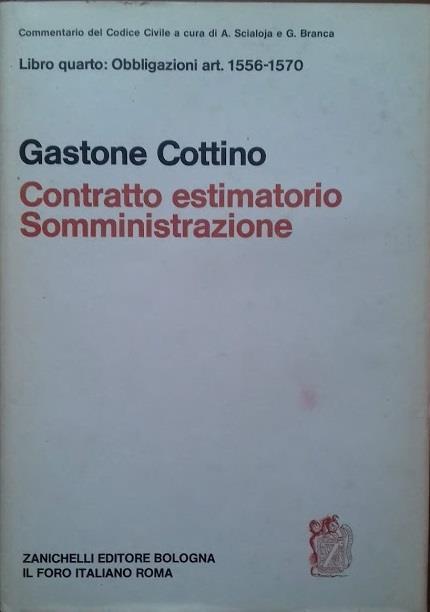 Commentario del Codice Civile a cura di A. Scialoja e G. Branca
Libro quarto: Obbligazioni art. 1556-1570
Gastone Cottino
Contratto estimatorio
Somministrazione
ZANICHELLI EDITORE BOLOGNA
IL FORO ITALIANO ROMA